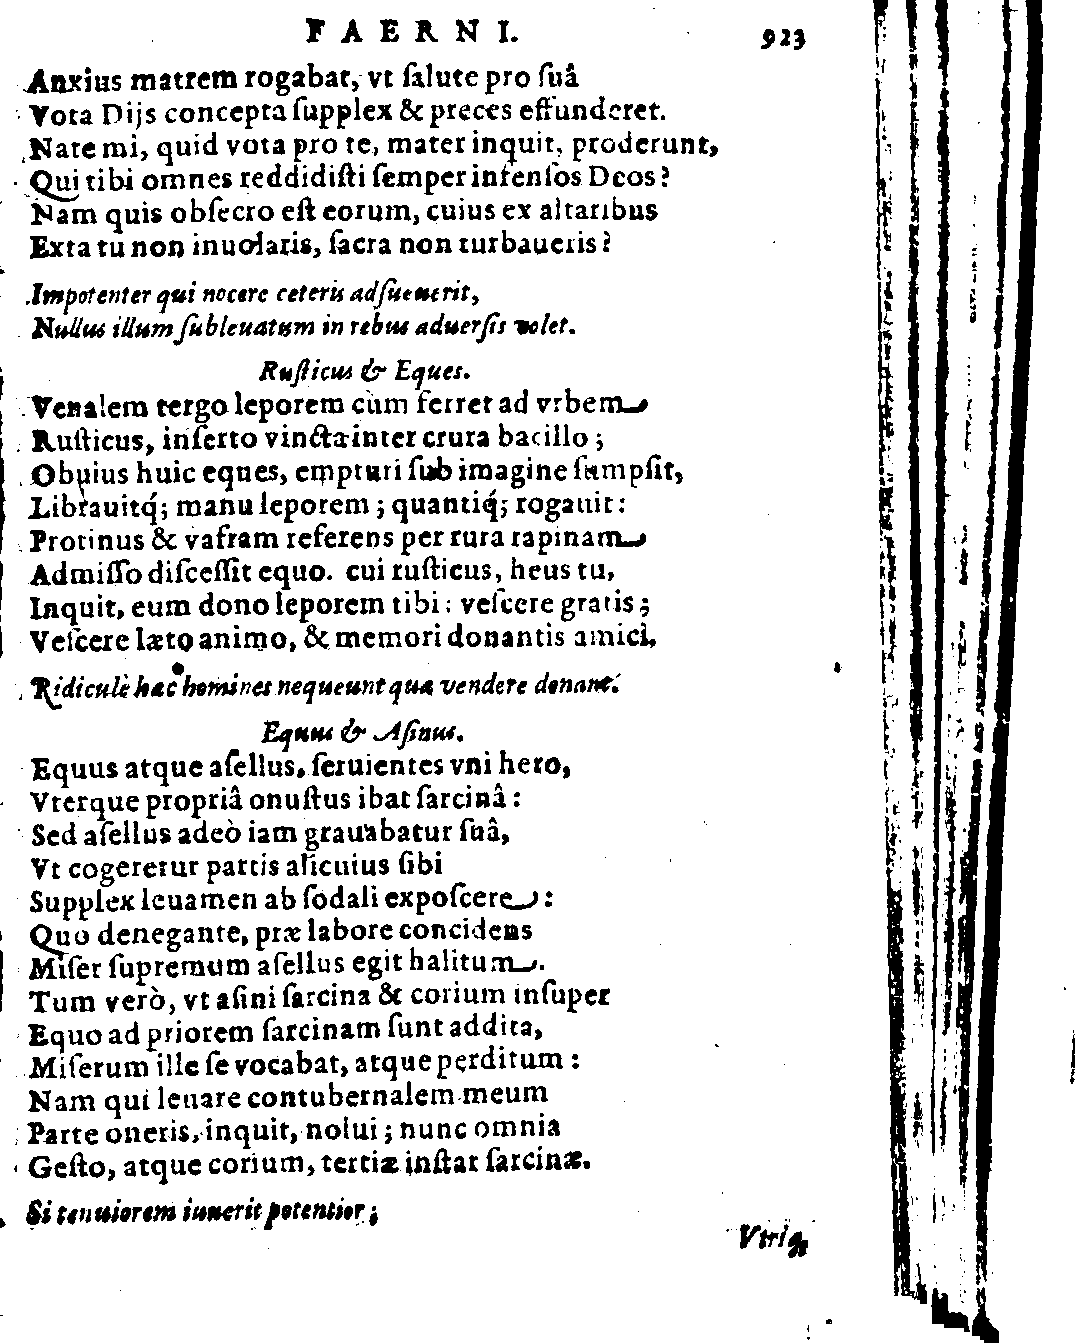 FAERNI. 923
Anxius matrem rogabat, vt ſalute pro ſuâ
Vota Dijs concepta ſupplex & preces effunderet.
Nate mi, quid vota pro te, mater inquit, proderunt,
Qui tibi omnes reddidiſti ſemper infenſos Deos?
Nam quis obſecro eſt eorum, cuius ex altaribus
Exta tu non inuolaris, ſacra non turbaueris?
Impotenter qui nocere ceteris adſueuerit,
Nullus illum ſubleuatum in rebus aduerſis volet.
Ruſticus & Eques.
Venalem tergo leporem cùm ferret ad vrbem
Ruſticus, inſerto vincta inter crura bacillo;
Obuius huic eques, empturi ſub imagine ſumpſit,
Librauitq́; manu leporem; quantiq́; rogauit:
Protinus & vafram referens per rura rapinam
Admiſſo diſceſſit equo. cui ruſticus, heus tu,
Inquit, eum dono leporem tibi: veſcere gratis;
Veſcere læto animo, & memori donantis amici.
Ridiculè hæc homines nequeunt quæ vendere donant.
Equus & Aſinus.
Equus atque aſellus, ſeruientes vni hero,
Vterque propriâ onuſtus ibat ſarcinâ:
Sed aſellus adeò iam grauabatur ſuâ,
Vt cogeretur partis alicuius ſibi
Supplex leuamen ab ſodali expoſcere:
Quo denegante, præ labore concidens
Miſer ſupremum aſellus egit halitum.
Tum verò, vt aſini ſarcina & corium inſuper
Equo ad priorem ſarcinam ſunt addita,
Miſerum ille ſe vocabat, atque perditum:
Nam qui leuare contubernalem meum
Parte oneris, inquit, nolui; nunc omnia
Geſto, atque corium, tertiæ inſtar ſarcinæ.
Si tenuiorem iuuerit potentior;
Vtriq;